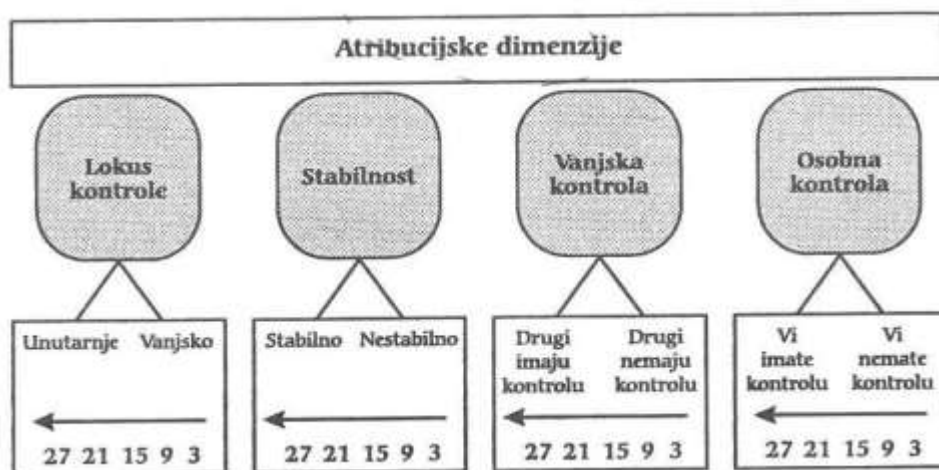 Atribucijske dimenzije
Lokus
kontrole
Stabilnost
Vanjska
kontrola
Osobna
kontrola
Unutarnje Vanjsko
27 21 15 9 3
Stabilno Nestabilno
27 21 15 9 3
Drugi
imaju
kontrolu
Drugi
nemaju
kontrolu
27 21 15 9 3
Vi
imate
kontrolu
Vi
nemate
kontrolu
27 21 15 9 3